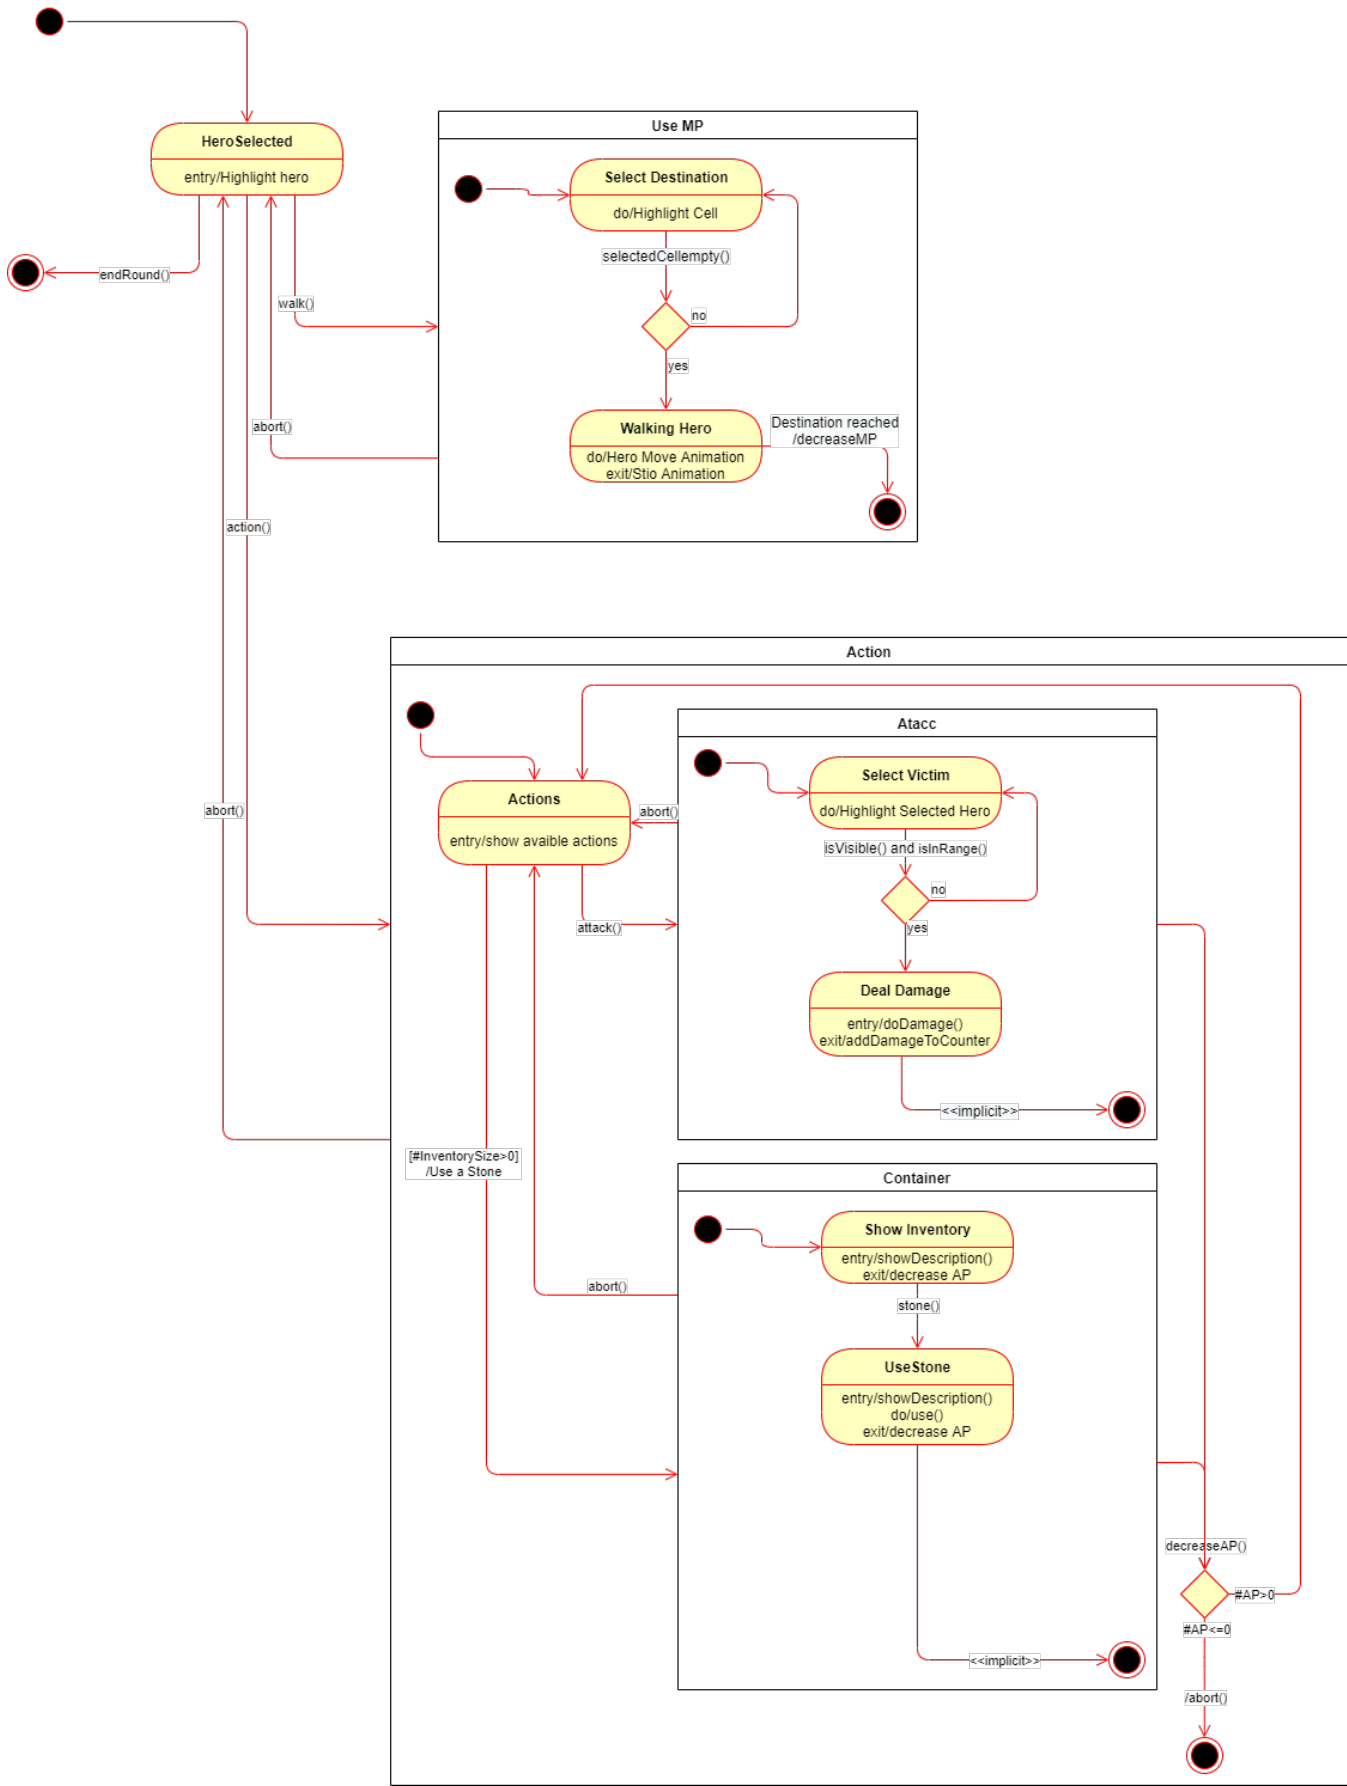 HeroSelected
entry/Highlight hero
endRound()
walk()
abort()
action()
abort()
Use MP
Select Destination
do/Highlight Cell
selectedCellempty()
no
yes
Walking Hero
do/Hero Move Animation
exit/Stio Animation
Destination reached
/decreaseMP
Action
Actions
entry/show avaible actions
abort()
attack()
[#InventorySize>0]
/Use a Stone
abort()
Atacc
Select Victim
do/Highlight Selected Hero
isVisible() and isInRange()
no
yes
Deal Damage
entry/doDamage()
exit/addDamageToCounter
<<implicit>>
Container
Show Inventory
entry/showDescription()
exit/decrease AP
stone()
UseStone
entry/showDescription()
do/use()
exit/decrease AP
<<implicit>>
decreaseAP()
#AP>0
#AP<=0
/abort()